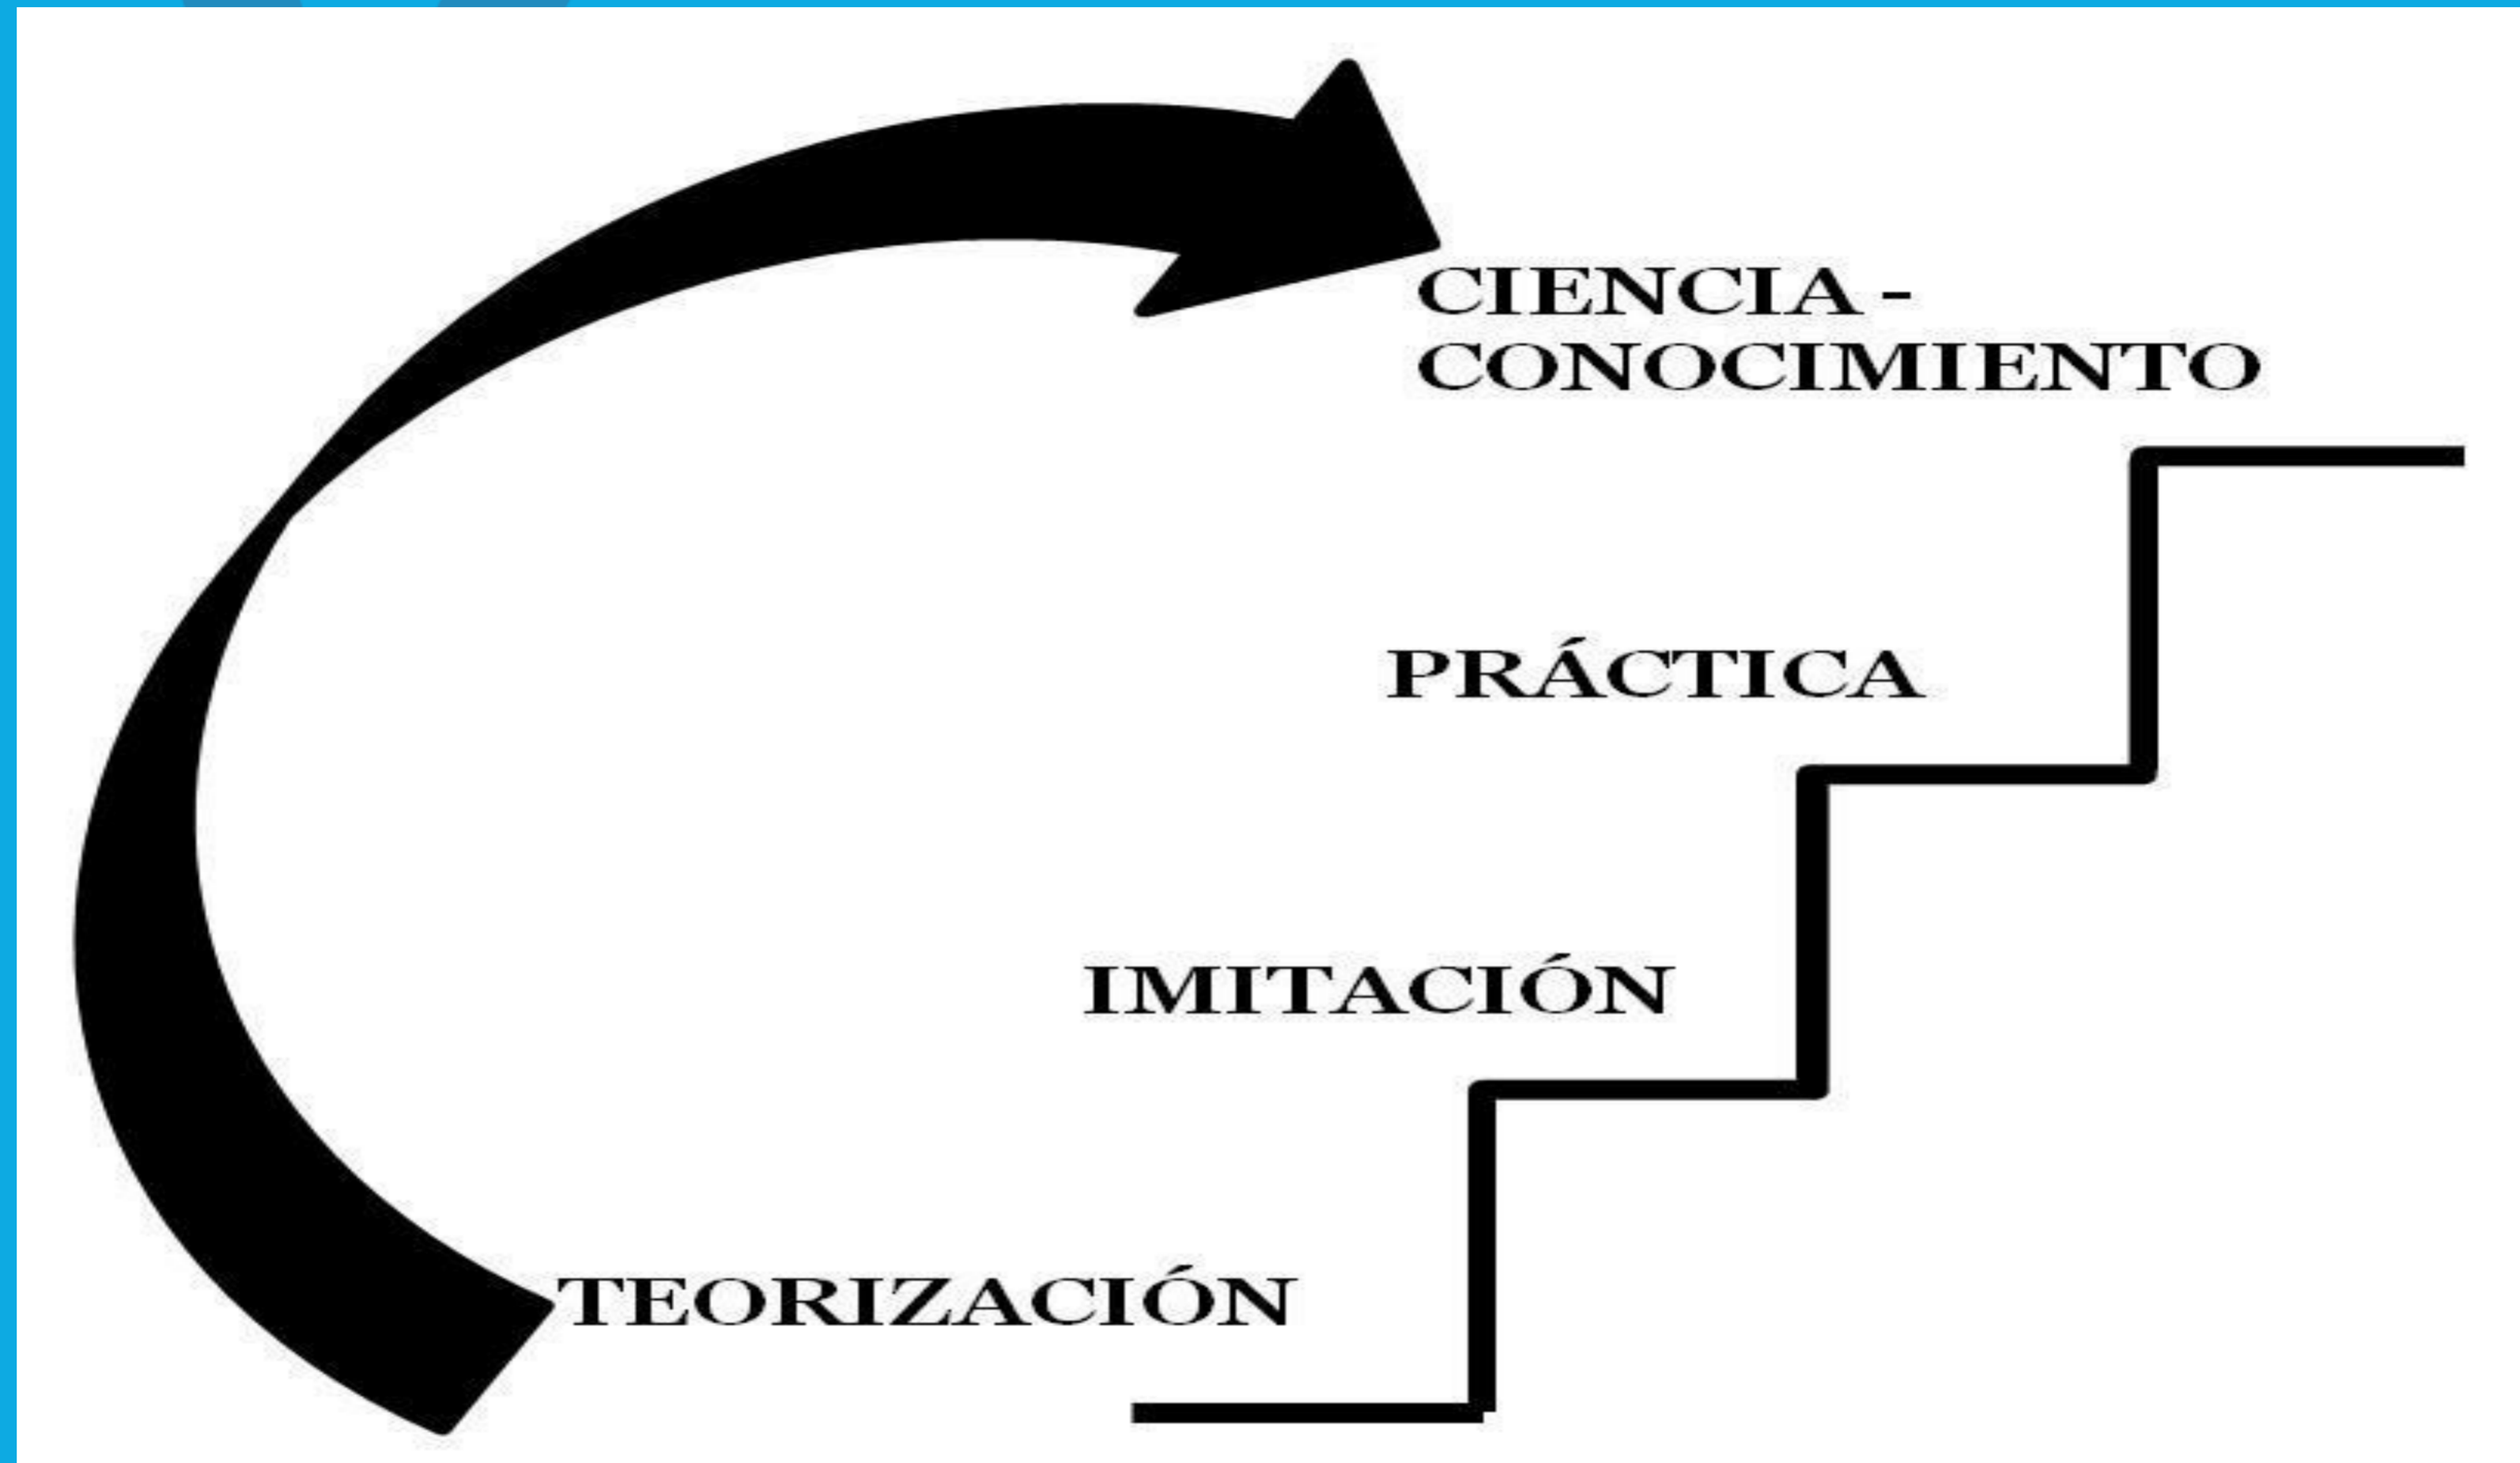 CIENCIA -
CONOCIMIENTO
PRÁCTICA
IMITACIÓN
TEORIZACIÓN